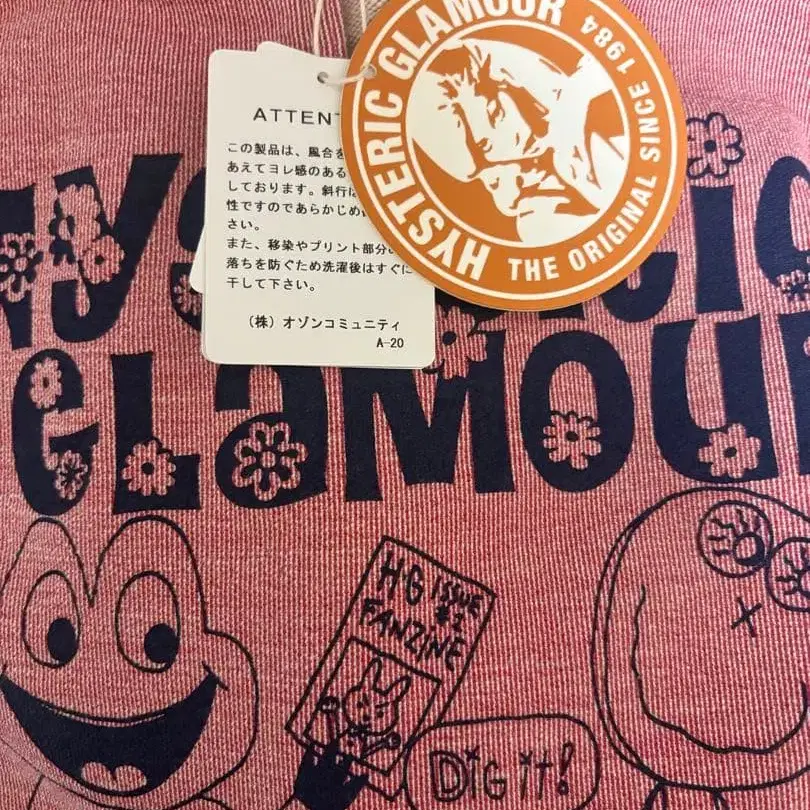 HYSTERIC GLAMOUR
THE ORIGINAL SINCE 1984
ATTENT
この製品は、風合を
あえてヨレ感のある
しております。斜行は
性ですのであらかじめ
さい。
また、移染やプリント部分
落ちを防ぐため洗濯後はすぐに
干して下さい。
(株) オゾンコミュニティ
A-20
GLAMOUR
HG ISSUE
#1
FANZINE
Dig it!